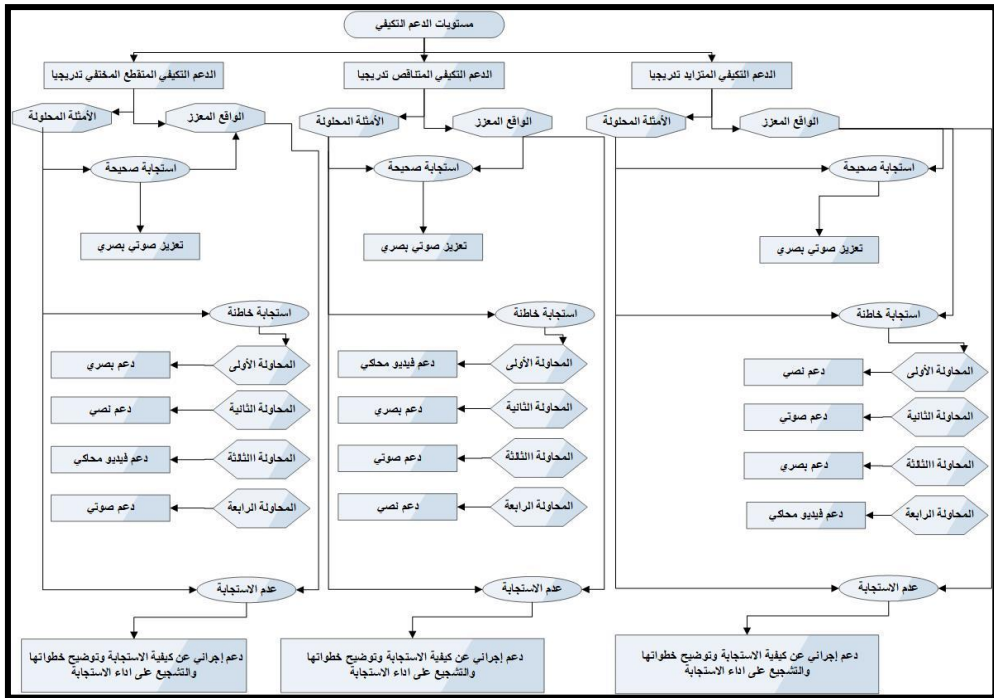 مستويات الدعم التكيفي
الدعم التكيفي المتزايد تدريجيا
الدعم التكيفي المتناقص تدريجيا
الدعم التكيفي المتقطع المختفي تدريجيا
الواقع المعزز
الأمثلة المحلولة
الواقع المعزز
الأمثلة المحلولة
الواقع المعزز
الأمثلة المحلولة
استجابة صحيحة
استجابة صحيحة
استجابة صحيحة
تعزيز صوتي بصري
تعزيز صوتي بصري
تعزيز صوتي بصري
استجابة خاطئة
استجابة خاطئة
استجابة خاطئة
المحاولة الأولى
دعم نصي
المحاولة الأولى
دعم فيديو محاكي
المحاولة الأولى
دعم بصري
المحاولة الثانية
دعم صوتي
المحاولة الثانية
دعم بصري
المحاولة الثانية
دعم نصي
المحاولة االثالثة
دعم بصري
المحاولة االثالثة
دعم صوتي
المحاولة االثالثة
دعم فيديو محاكي
المحاولة الرابعة
دعم فيديو محاكي
المحاولة الرابعة
دعم نصي
المحاولة الرابعة
دعم صوتي
عدم الاستجابة
عدم الاستجابة
عدم الاستجابة
دعم إجرائي عن كيفية الاستجابة وتوضيح خطواتها
والتشجيع على اداء الاستجابة
دعم إجرائي عن كيفية الاستجابة وتوضيح خطواتها
والتشجيع على اداء الاستجابة
دعم إجرائي عن كيفية الاستجابة وتوضيح خطواتها
والتشجيع على اداء الاستجابة